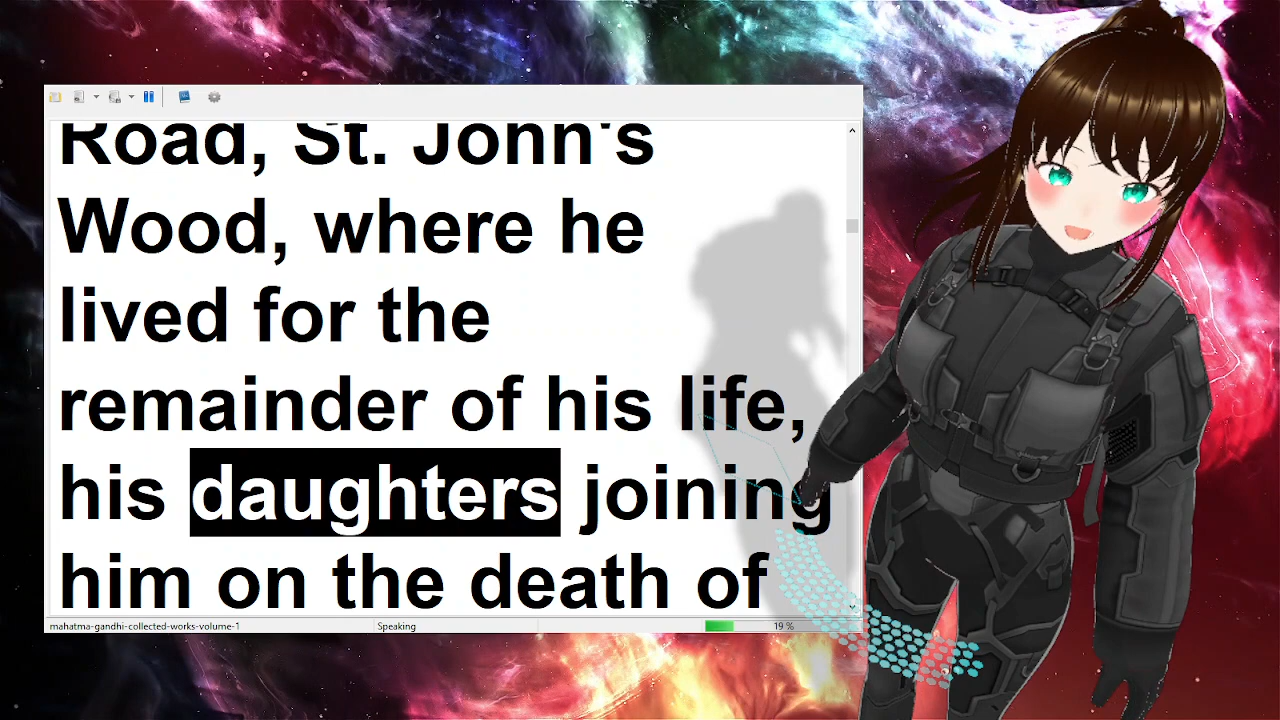 Road, St. John's
Wood, where he
lived for the
remainder of his life,
his daughters joining
him on the death of
mahatma-gandhi-collected-works-volume-1 Speaking 19 %